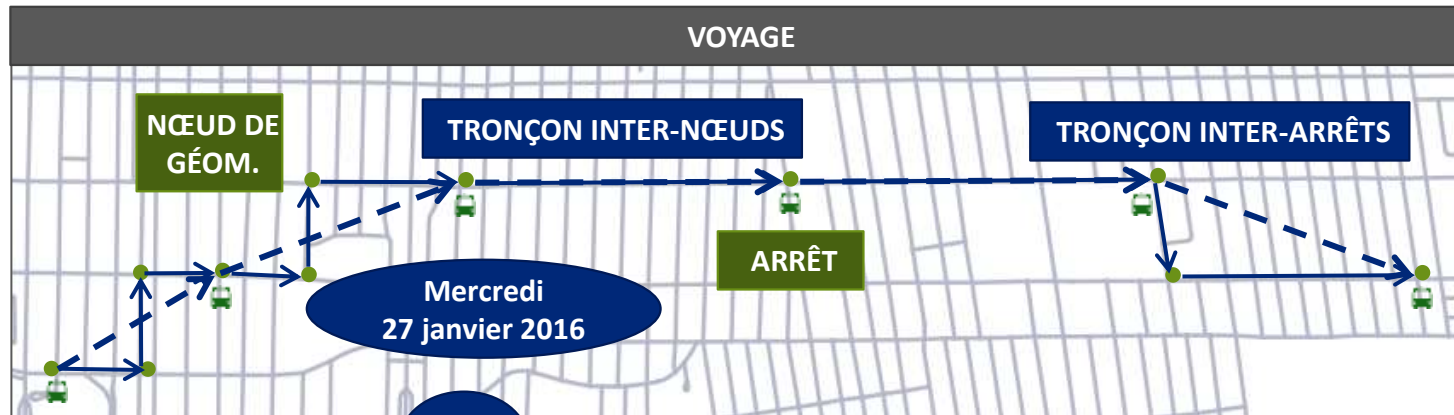 VOYAGE
NŒUD DE
GÉOM.
TRONÇON INTER-NŒUDS
TRONÇON INTER-ARRÊTS
ARRÊT
Mercredi
27 janvier 2016